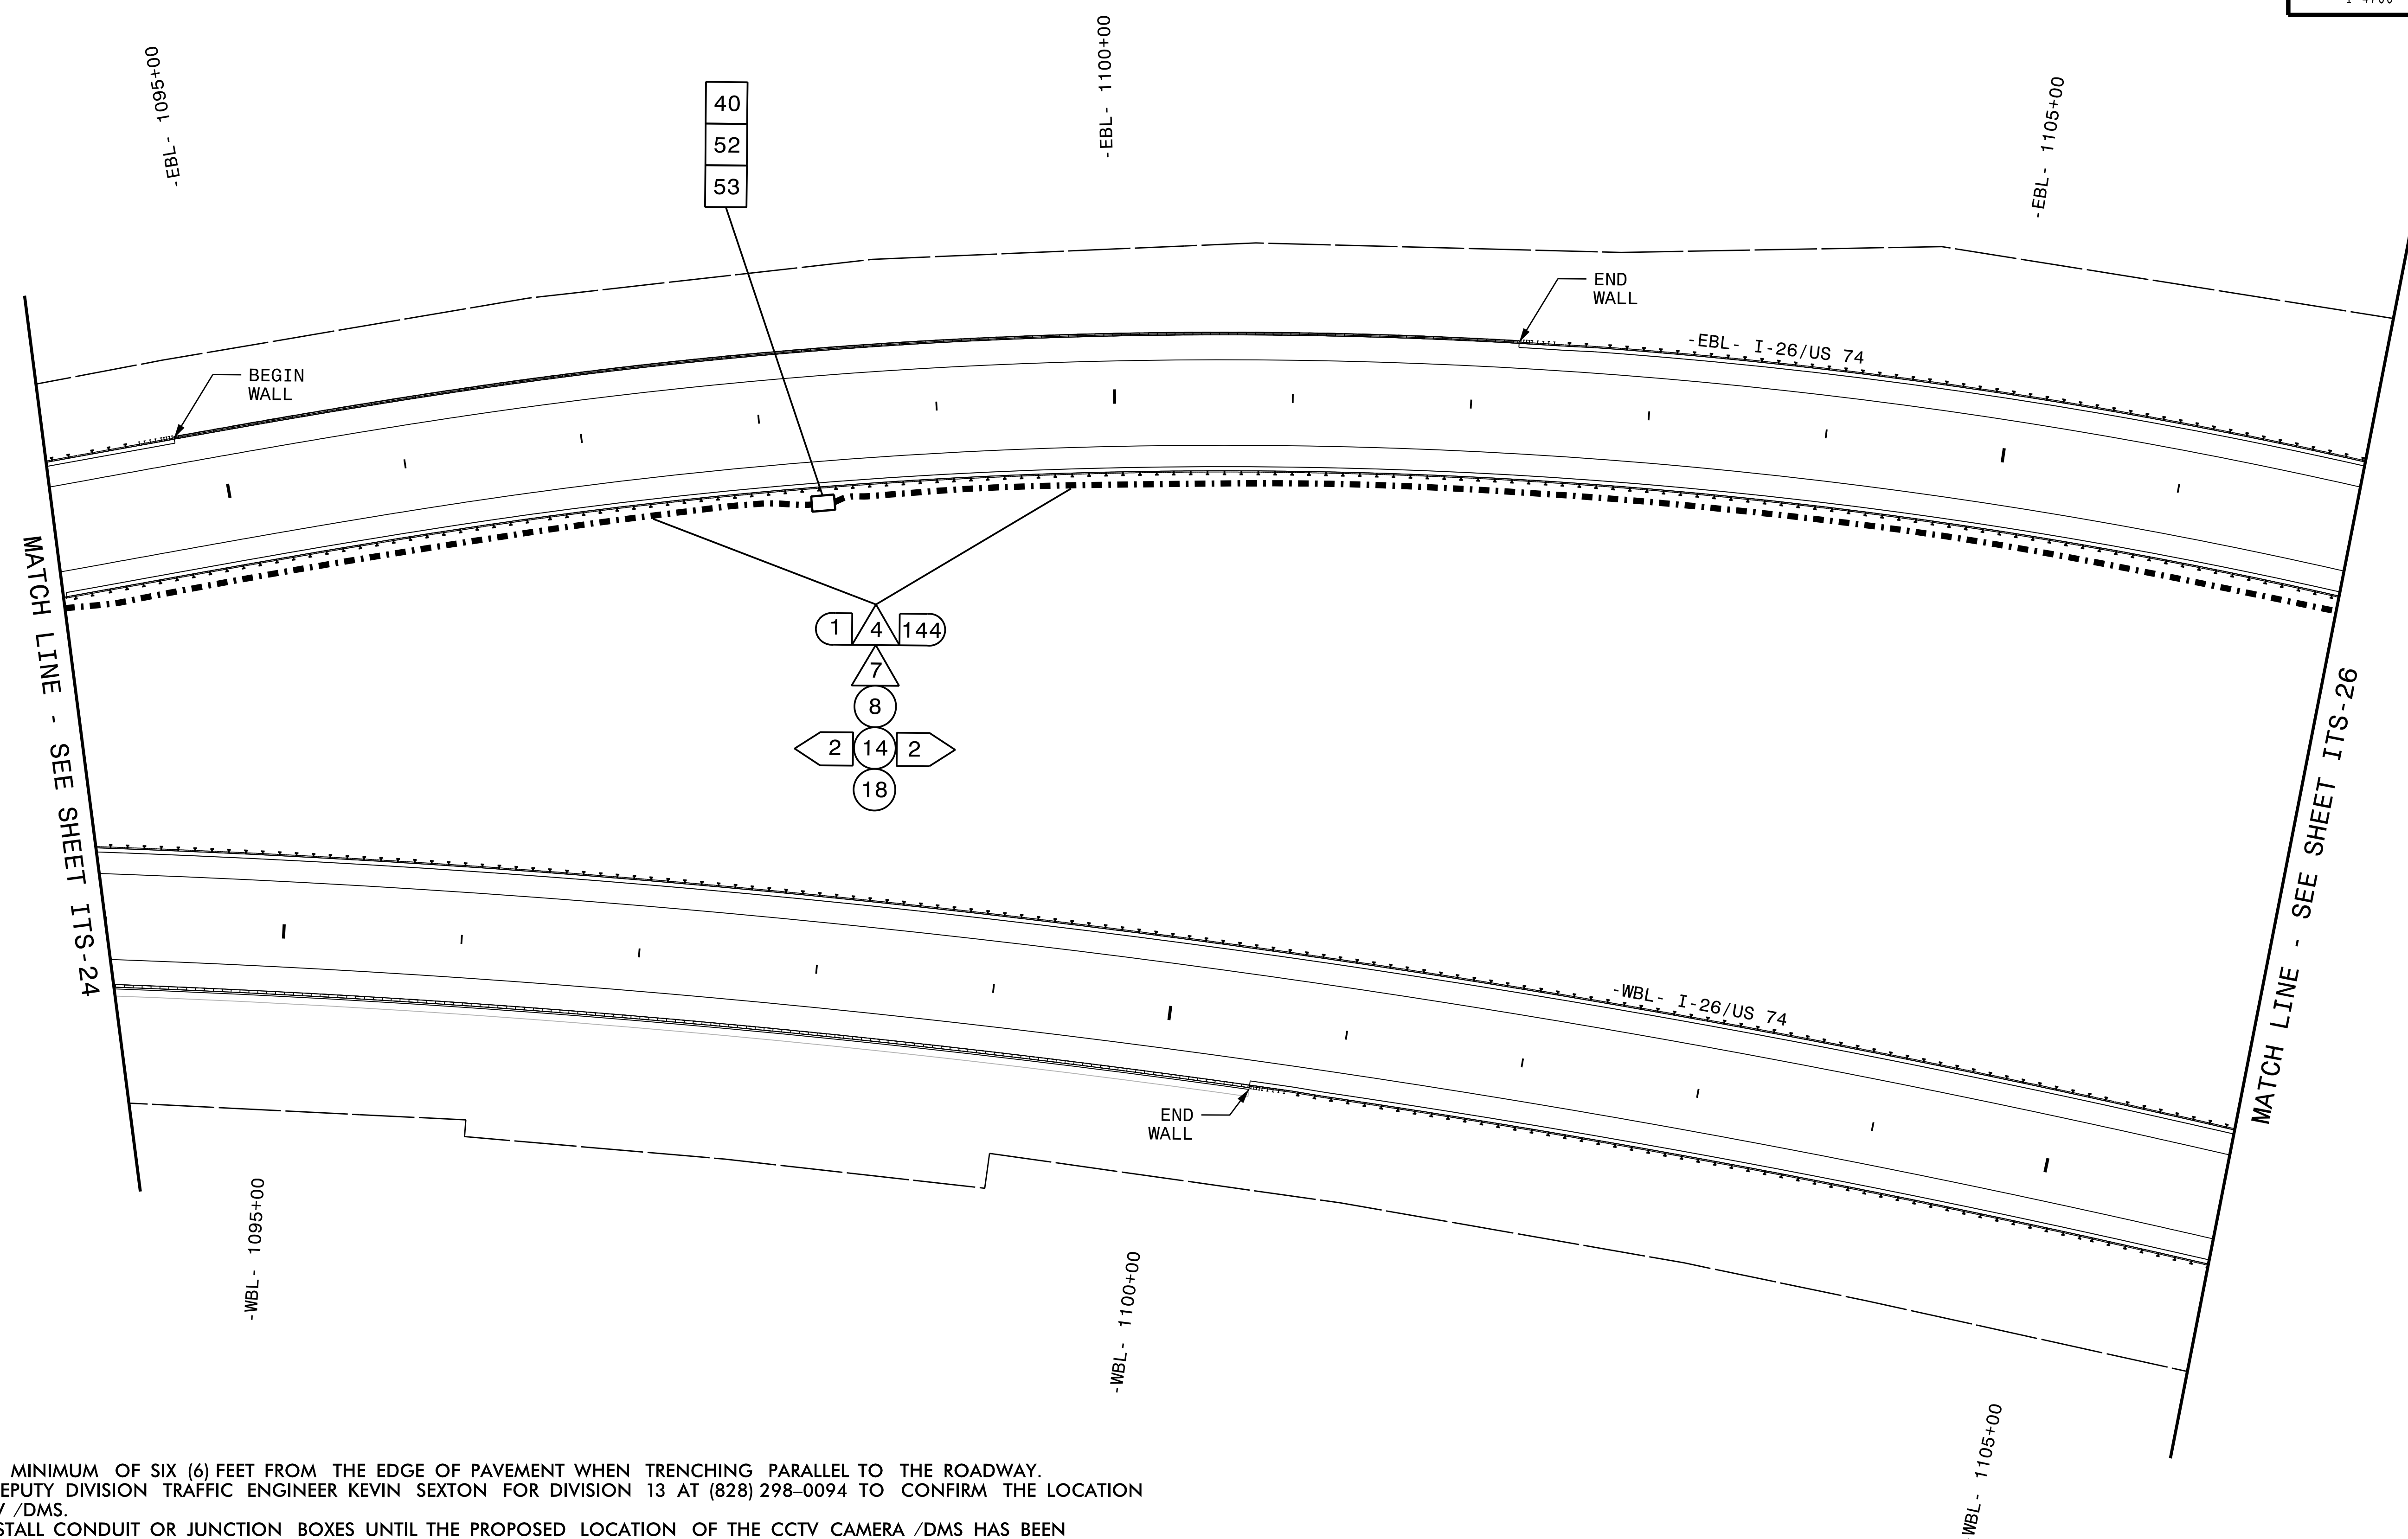 -EBL- 1095+00
-EBL- 1100+00
-EBL- 1105+00
40
52
53
END
WALL
-EBL- I-26/US 74
BEGIN
WALL
MATCH LINE - SEE SHEET ITS-24
MATCH LINE - SEE SHEET ITS-26
1 4 144
7
8
2 14 2
18
-WBL- I-26/US 74
END
WALL
-WBL- 1095+00
-WBL- 1100+00
WBL- 1105+00
MINIMUM OF SIX (6) FEET FROM THE EDGE OF PAVEMENT WHEN TRENCHING PARALLEL TO THE ROADWAY.
EPUTY DIVISION TRAFFIC ENGINEER KEVIN SEXTON FOR DIVISION 13 AT (828) 298–0094 TO CONFIRM THE LOCATION
/DMS.
STALL CONDUIT OR JUNCTION BOXES UNTIL THE PROPOSED LOCATION OF THE CCTV CAMERA /DMS HAS BEEN